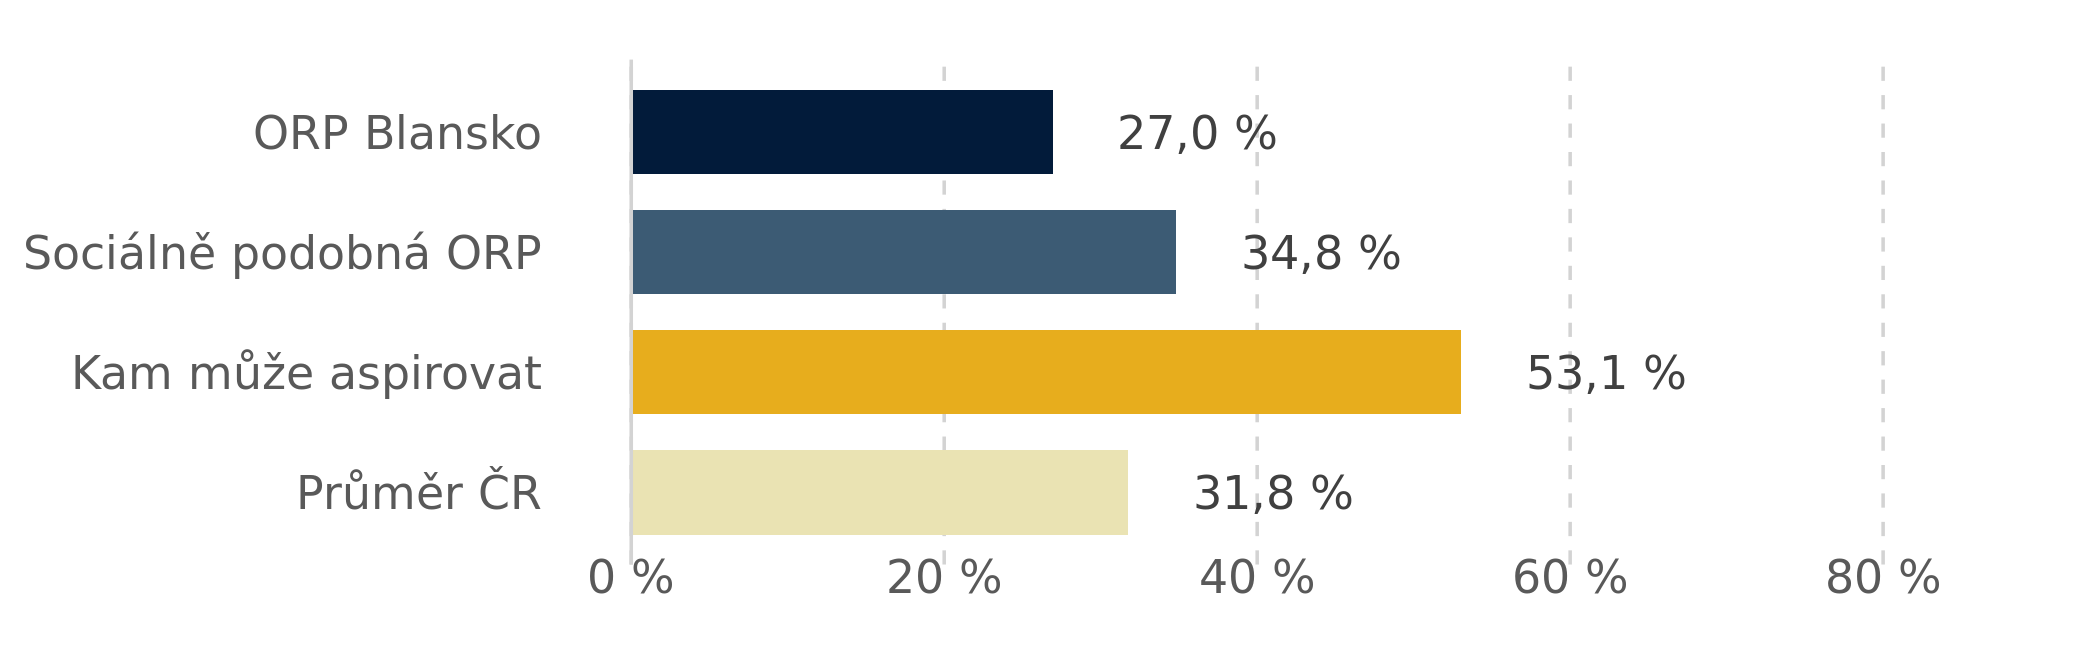 ORP Blansko 27,0 %
Sociálně podobná ORP 34,8 %
Kam může aspirovat 53,1 %
Průměr ČR 31,8 %
0 % 20 % 40 % 60 % 80 %